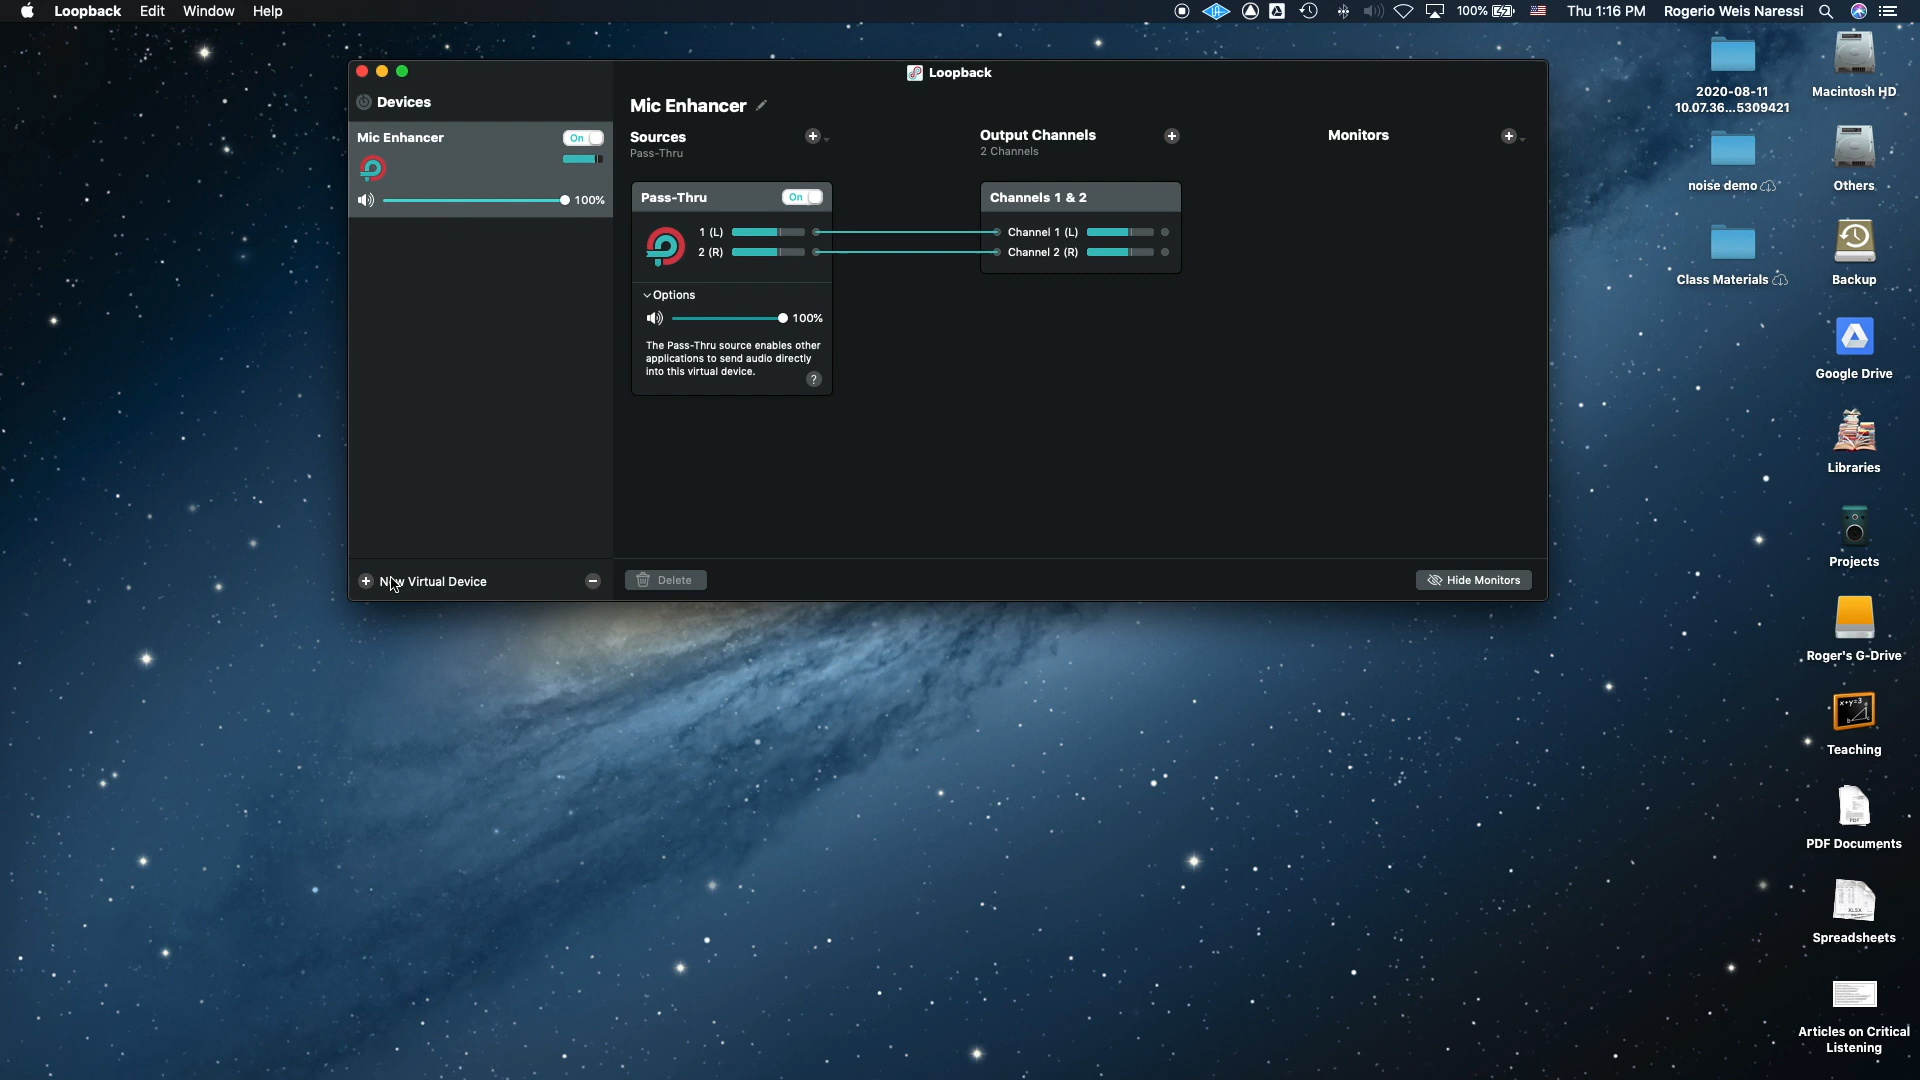 Loopback Edit Window Help
100% Thu 1:16 PM Rogerio Weis Naressi
Loopback
Devices
Mic Enhancer
On
100%
New Virtual Device
Mic Enhancer
Sources
Pass-Thru
Output Channels
2 Channels
Monitors
Pass-Thru On
1 (L)
2 (R)
Options
100%
The Pass-Thru source enables other
applications to send audio directly
into this virtual device.
?
Channels 1 & 2
Channel 1 (L)
Channel 2 (R)
Delete
Hide Monitors
2020-08-11
10.07.36...5309421
noise demo
Class Materials
Macintosh HD
Others
Backup
Google Drive
Libraries
Projects
Roger's G-Drive
x+y=3
Teaching
PDF
PDF Documents
XLSX
Spreadsheets
Articles on Critical
Listening